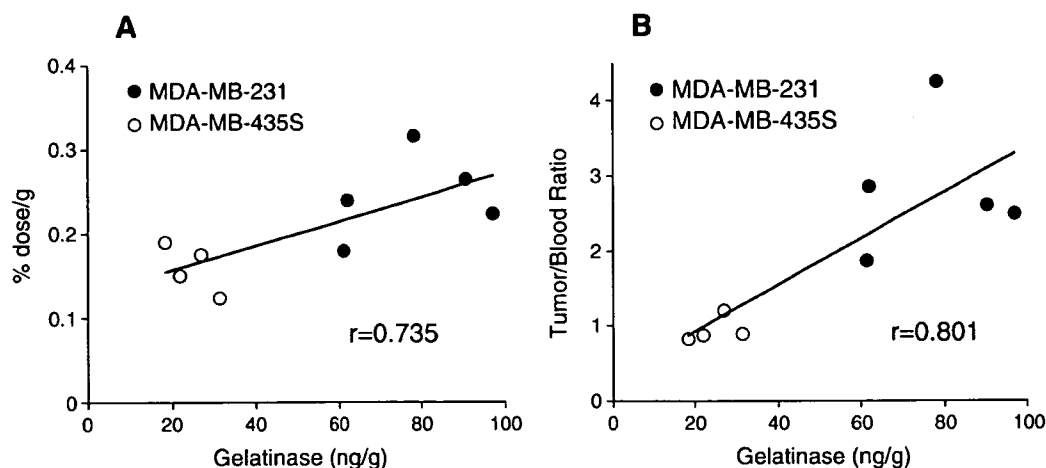 A
0.4
0.3
0.2
0.1
0
% dose/g
MDA-MB-231
MDA-MB-435S
r=0.735
0 20 40 60 80 100
Gelatinase (ng/g)
B
4
3
2
1
0
Tumor/Blood Ratio
MDA-MB-231
MDA-MB-435S
r=0.801
0 20 40 60 80 100
Gelatinase (ng/g)